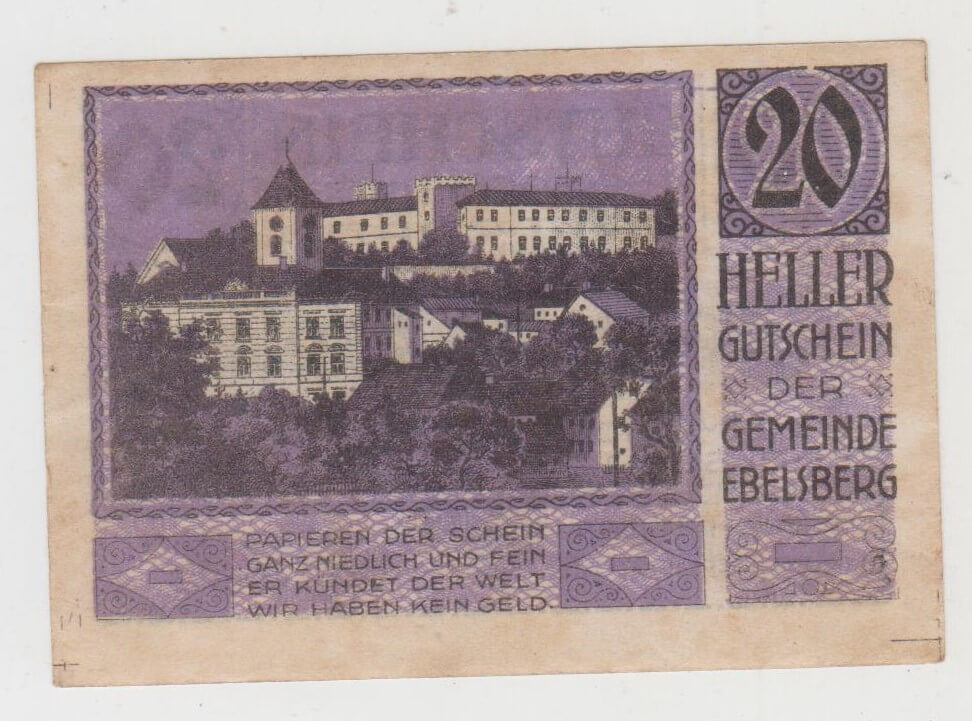 20
HELLER
GUTSCHEIN
DER
GEMEINDE
EBELSBERG
PAPIEREN DER SCHEIN
GANZ NIEDLICH UND FEIN
ER KÜNDET DER WELT
WIR HABEN KEIN GELD.